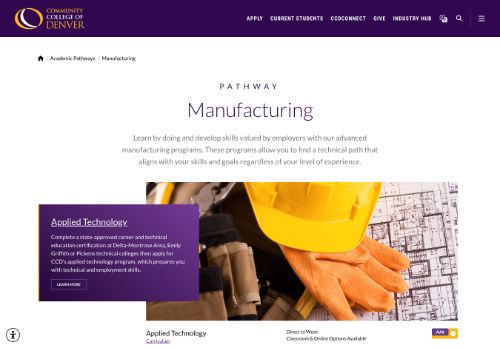 COMMUNITY
COLLEGE OF
DENVER
APPLY CURRENT STUDENTS CCDCONNECT GIVE INDUSTRY HUB
Academic Pathways / Manufacturing
PATHWAY
Manufacturing
Learn by doing and develop skills valued by employers with our advanced
manufacturing programs. These programs allow you to find a technical path that
aligns with your skills and goals regardless of your level of experience.
Applied Technology
Complete a state-approved career and technical
education certification at Delta-Montrose Area, Emily
Griffith or Pickens technical colleges then apply for
CCD's applied technology program, which prepares you
with technical and employment skills.
LEARN MORE
Applied Technology
Curriculum
Direct to Work
Classroom & Online Options Available
AAS